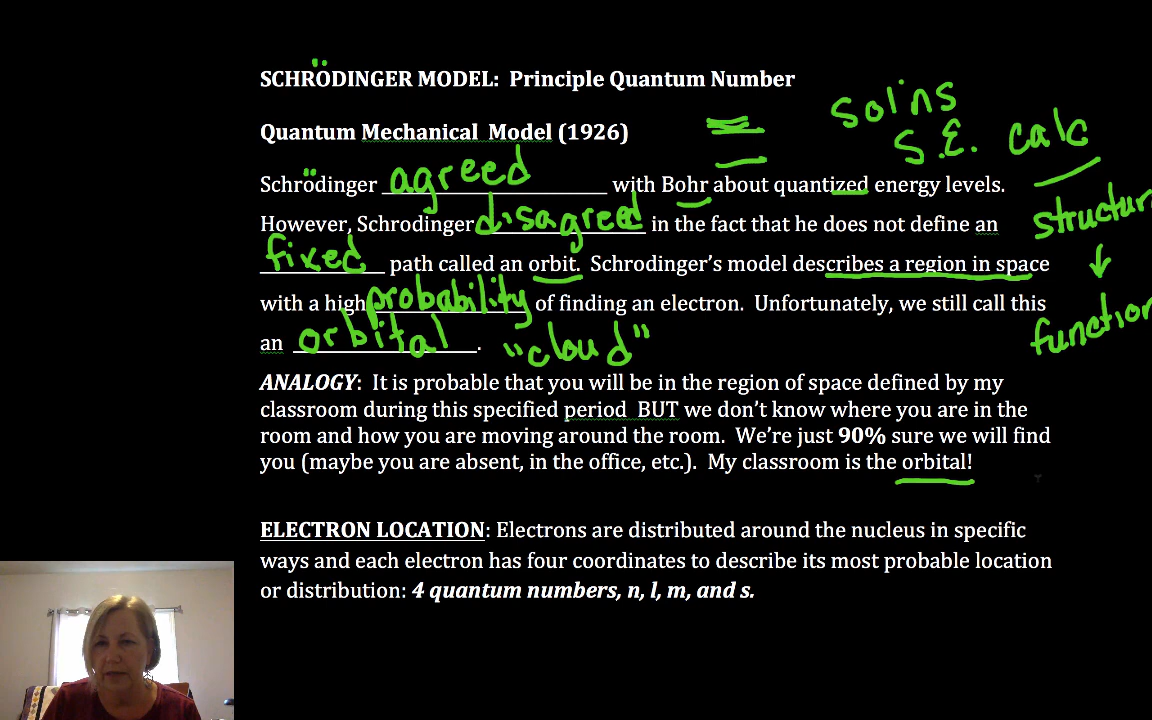 SCHRÖDINGER MODEL: Principle Quantum Number
sol'ns
Quantum Mechanical Model (1926)
S.E. calc
Schrödinger agreed with Bohr about quantized energy levels.
structure
However, Schrodinger disagreed in the fact that he does not define an
fixed path called an orbit. Schrodinger's model describes a region in space
with a high probability of finding an electron. Unfortunately, we still call this
function
an orbital. "cloud"
ANALOGY: It is probable that you will be in the region of space defined by my
classroom during this specified period BUT we don't know where you are in the
room and how you are moving around the room. We're just 90% sure we will find
you (maybe you are absent, in the office, etc.). My classroom is the orbital!
ELECTRON LOCATION: Electrons are distributed around the nucleus in specific
ways and each electron has four coordinates to describe its most probable location
or distribution: 4 quantum numbers, n, l, m, and s.